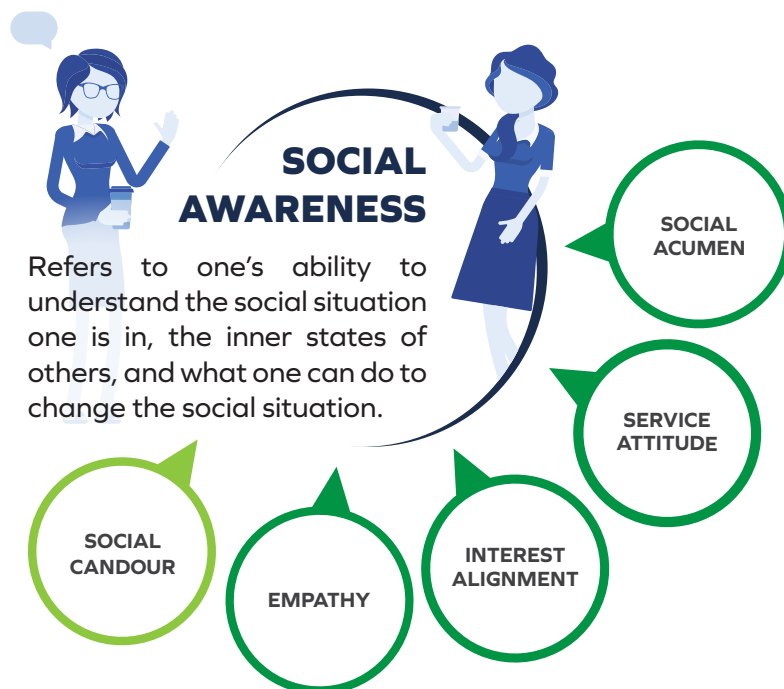 SOCIAL
AWARENESS
Refers to one’s ability to
understand the social situation
one is in, the inner states of
others, and what one can do to
change the social situation.
SOCIAL
ACUMEN
SERVICE
ATTITUDE
INTEREST
ALIGNMENT
EMPATHY
SOCIAL
CANDOUR